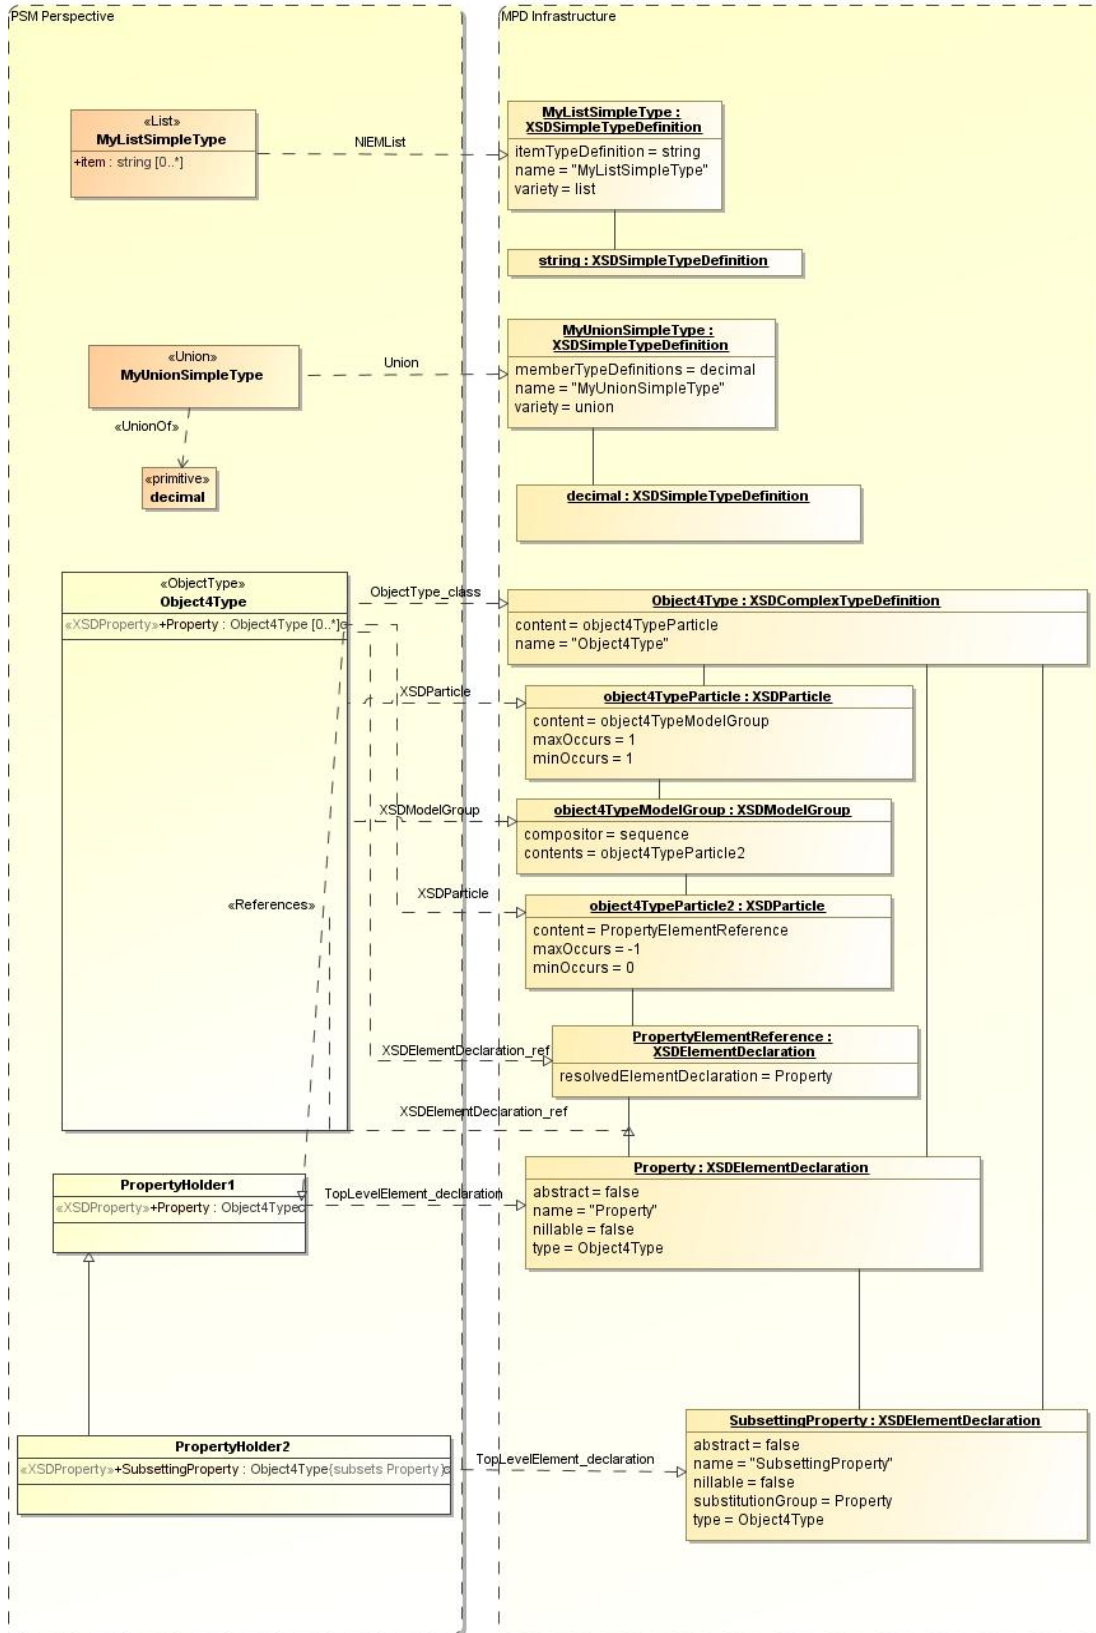 PSM Perspective
MPD Infrastructure
«List»
MyListSimpleType
+item : string [0..*]
NIEMList
MyListSimpleType :
XSDSimpleTypeDefinition
itemTypeDefinition = string
name = "MyListSimpleType"
variety = list
string : XSDSimpleTypeDefinition
«Union»
MyUnionSimpleType
Union
MyUnionSimpleType :
XSDSimpleTypeDefinition
memberTypeDefinitions = decimal
name = "MyUnionSimpleType"
variety = union
«UnionOf»
«primitive»
decimal
decimal : XSDSimpleTypeDefinition
«ObjectType»
Object4Type
«XSDProperty»+Property : Object4Type [0..*]
ObjectType_class
Object4Type : XSDComplexTypeDefinition
content = object4TypeParticle
name = "Object4Type"
XSDParticle
object4TypeParticle : XSDParticle
content = object4TypeModelGroup
maxOccurs = 1
minOccurs = 1
XSDModelGroup
object4TypeModelGroup : XSDModelGroup
compositor = sequence
contents = object4TypeParticle2
XSDParticle
«References»
object4TypeParticle2 : XSDParticle
content = PropertyElementReference
maxOccurs = -1
minOccurs = 0
XSDElementDeclaration_ref
PropertyElementReference :
XSDElementDeclaration
resolvedElementDeclaration = Property
XSDElementDeclaration_ref
PropertyHolder1
«XSDProperty»+Property : Object4Type
TopLevelElement_declaration
Property : XSDElementDeclaration
abstract = false
name = "Property"
nillable = false
type = Object4Type
PropertyHolder2
«XSDProperty»+SubsettingProperty : Object4Type{subsets Property}
TopLevelElement_declaration
SubsettingProperty : XSDElementDeclaration
abstract = false
name = "SubsettingProperty"
nillable = false
substitutionGroup = Property
type = Object4Type